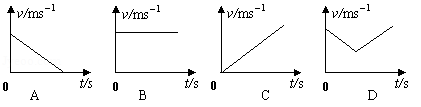 v/ms⁻¹ v/ms⁻¹ v/ms⁻¹ v/ms⁻¹
0 t/s 0 t/s 0 t/s 0 t/s
A B C D